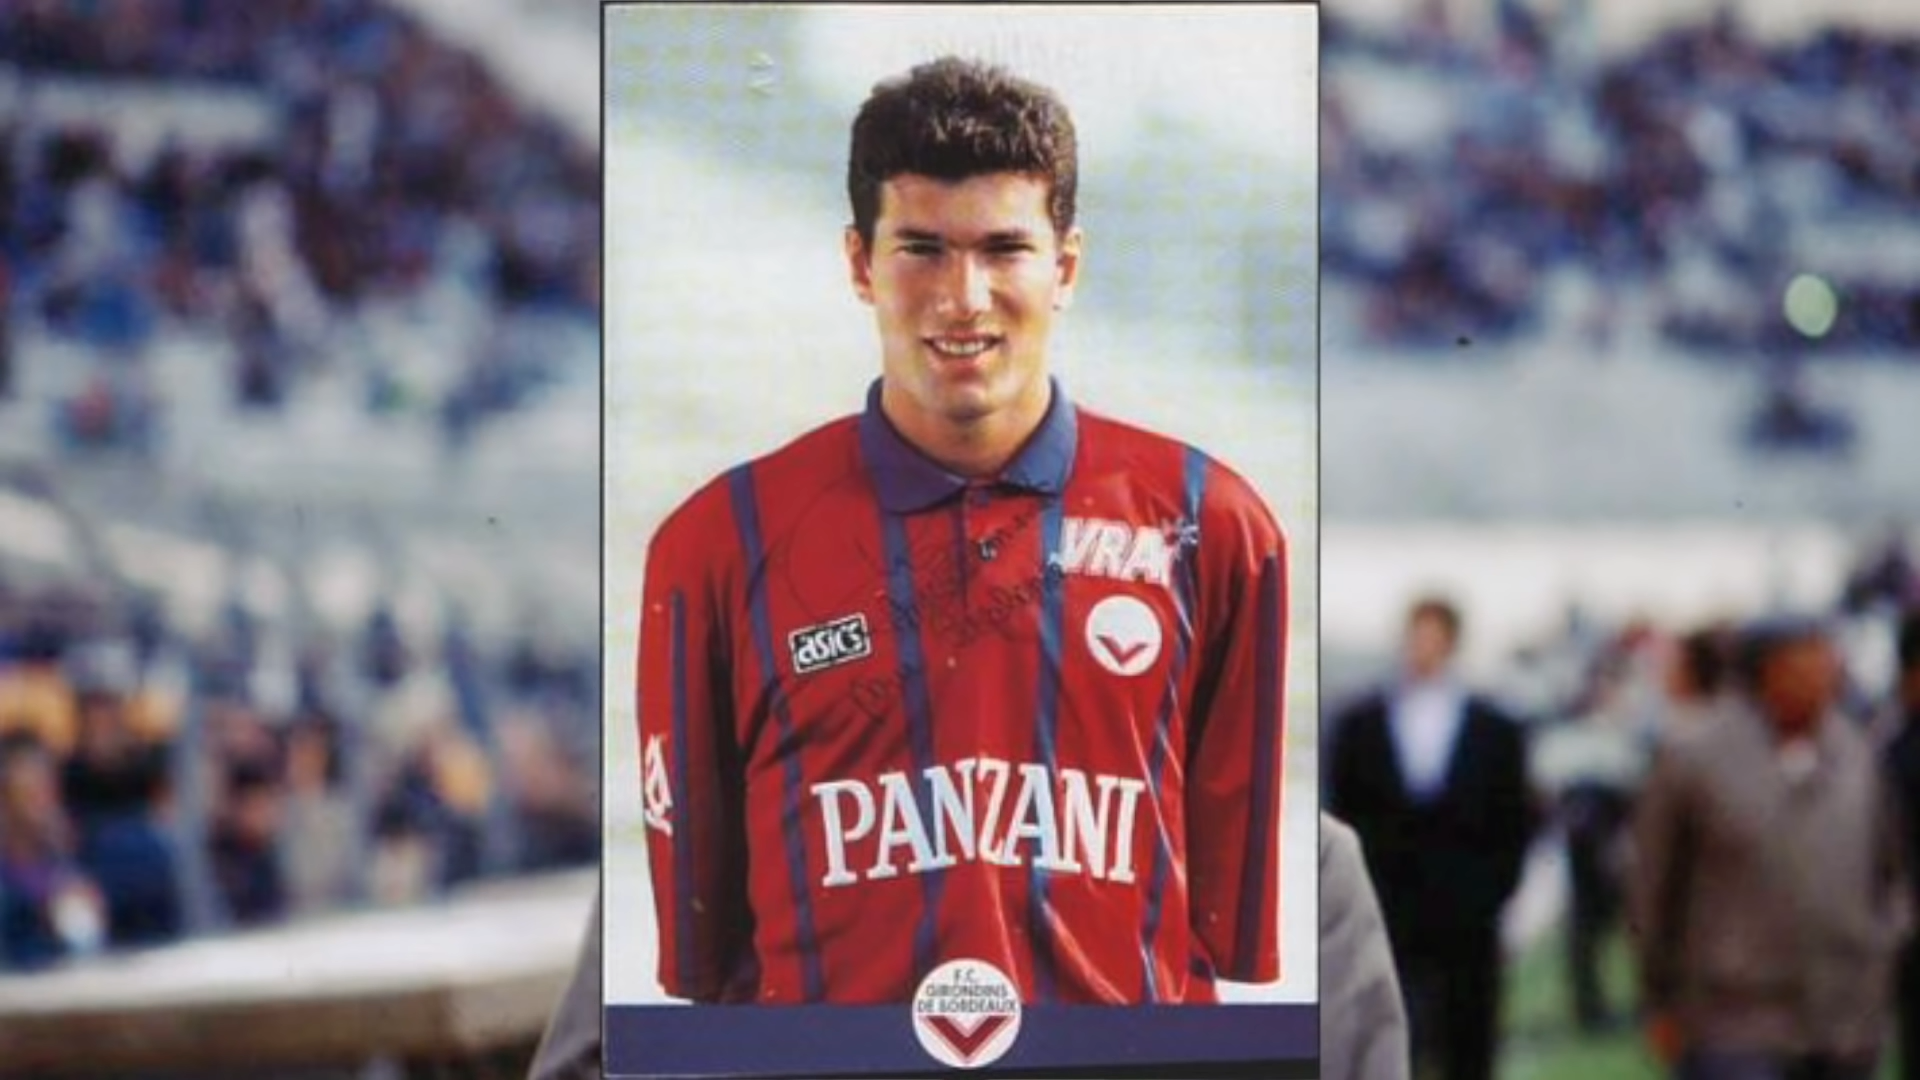 VRAI
asics
a
PANZANI
F.C.
GIRONDINS
DE BORDEAUX